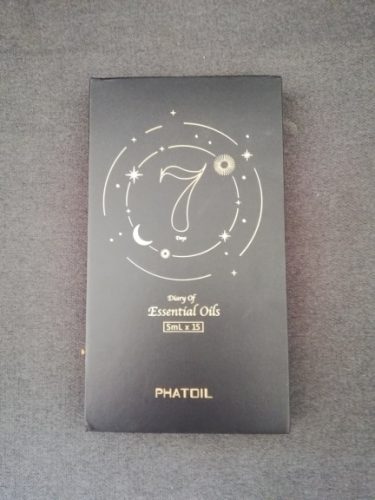 7
Days
Diary Of
Essential Oils
5mL x 15
PHATOIL